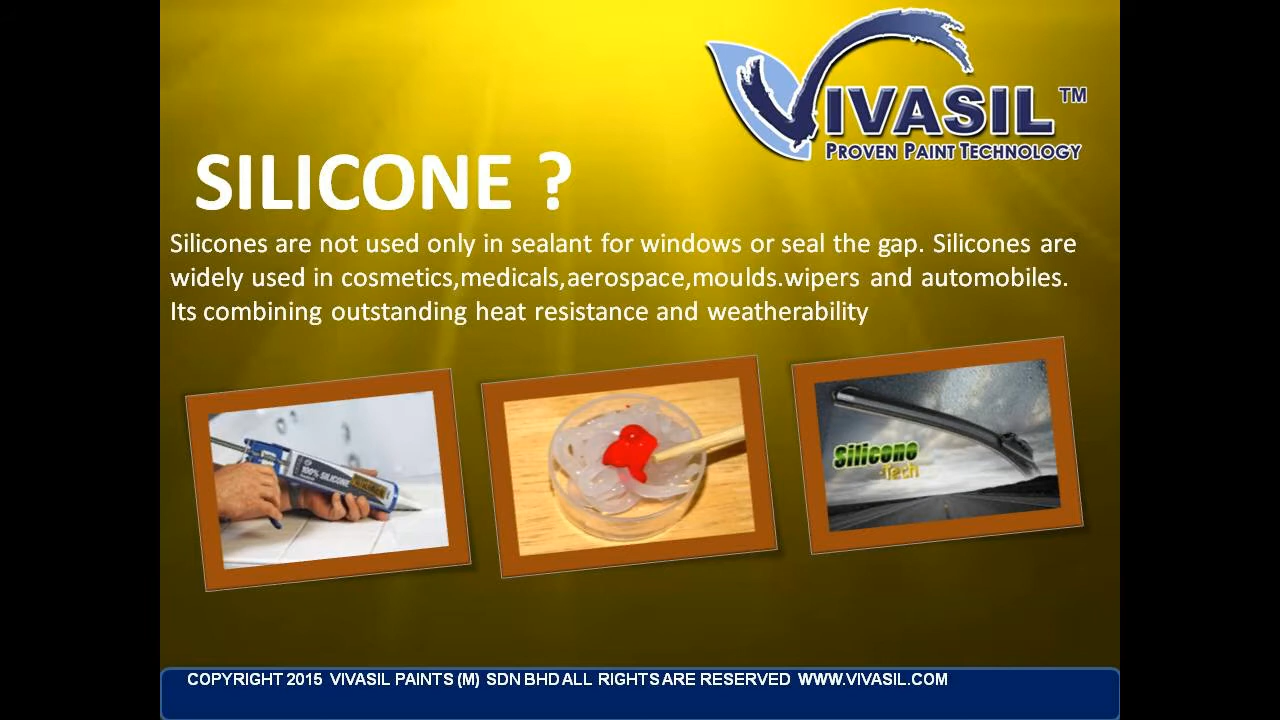 VIVASIL TM
PROVEN PAINT TECHNOLOGY
SILICONE ?
Silicones are not used only in sealant for windows or seal the gap. Silicones are
widely used in cosmetics,medicals,aerospace,moulds.wipers and automobiles.
Its combining outstanding heat resistance and weatherability
100% SILICONE
Silicone
Tech
COPYRIGHT 2015 VIVASIL PAINTS (M) SDN BHD ALL RIGHTS ARE RESERVED WWW.VIVASIL.COM